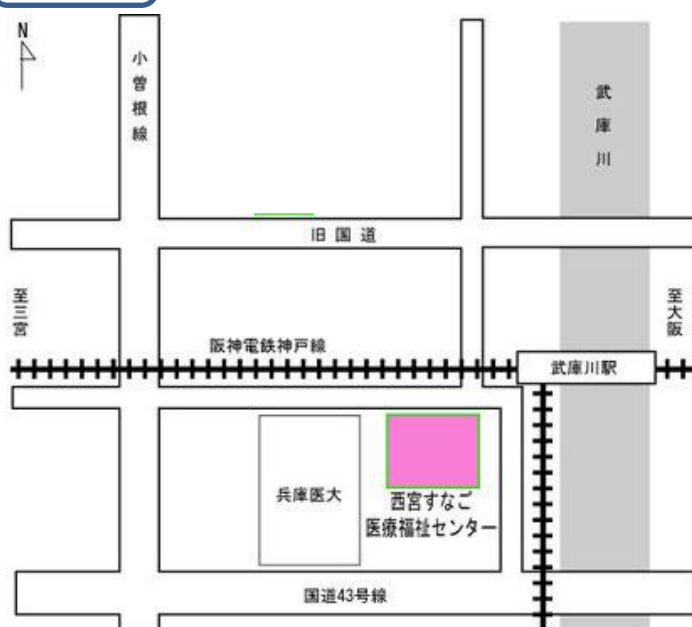 N
小曽根線
武庫川
旧国道
至三宮
至大阪
阪神電鉄神戸線
武庫川駅
兵庫医大
西宮すなご
医療福祉センター
国道43号線